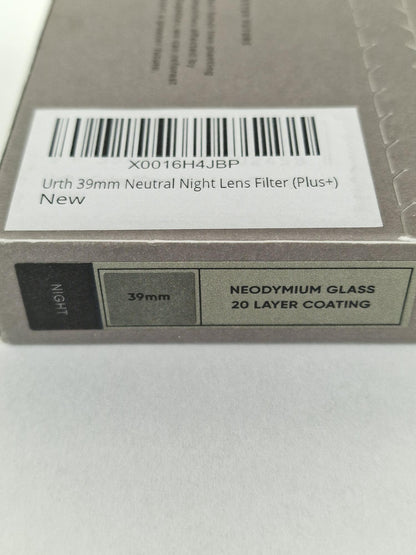 X0016H4JBP
Urth 39mm Neutral Night Lens Filter (Plus+)
New
NIGHT
39mm
NEODYMIUM GLASS
20 LAYER COATING